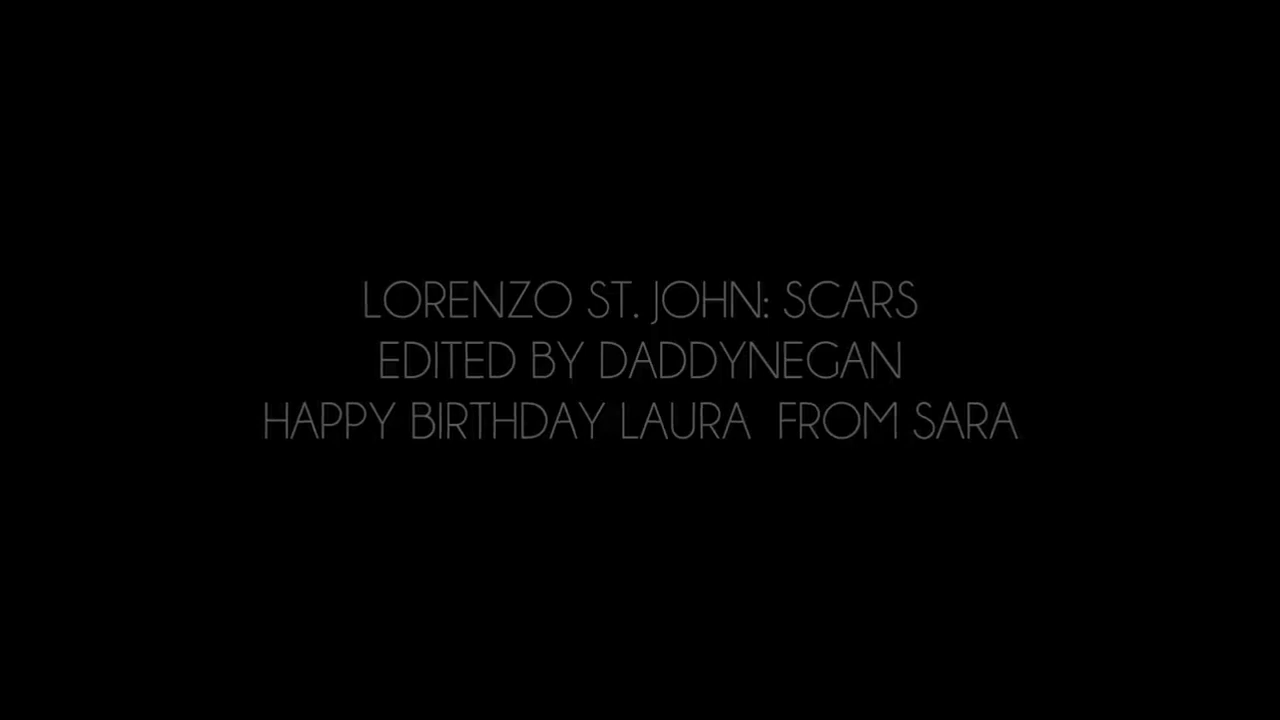 LORENZO ST. JOHN: SCARS
EDITED BY DADDYNEGAN
HAPPY BIRTHDAY LAURA  FROM SARA